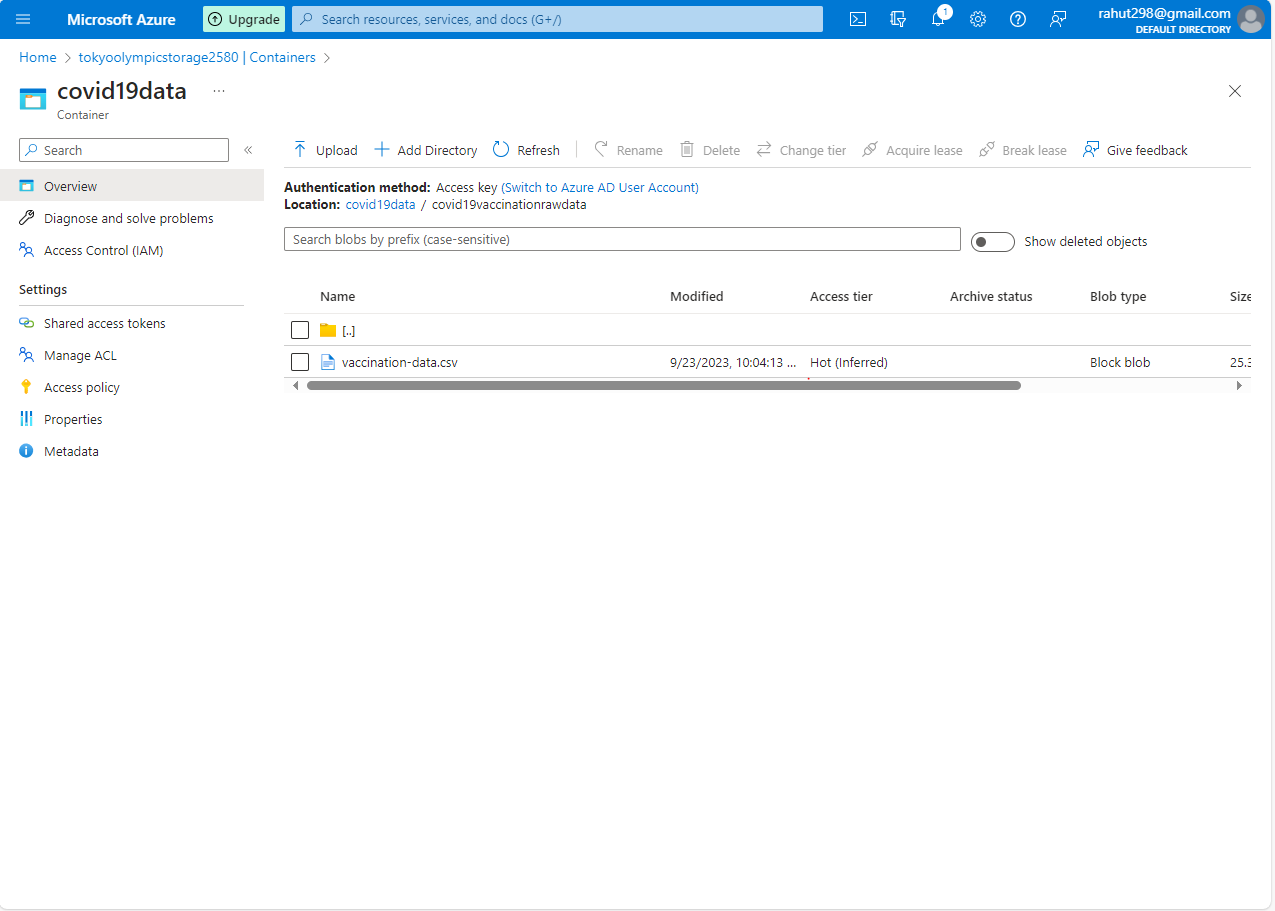 Microsoft Azure
Upgrade
Search resources, services, and docs (G+/)
1
rahut298@gmail.com
DEFAULT DIRECTORY
Home > tokyoolympicstorage2580 | Containers >
covid19data ...
Container
Search
«
Upload
Add Directory
Refresh
Rename
Delete
Change tier
Acquire lease
Break lease
Give feedback
Overview
Diagnose and solve problems
Access Control (IAM)
Settings
Shared access tokens
Manage ACL
Access policy
Properties
Metadata
Authentication method: Access key (Switch to Azure AD User Account)
Location: covid19data / covid19vaccinationrawdata
Search blobs by prefix (case-sensitive)
Show deleted objects
Name Modified Access tier Archive status Blob type Size
[..]
vaccination-data.csv 9/23/2023, 10:04:13 ... Hot (Inferred) Block blob 25.3